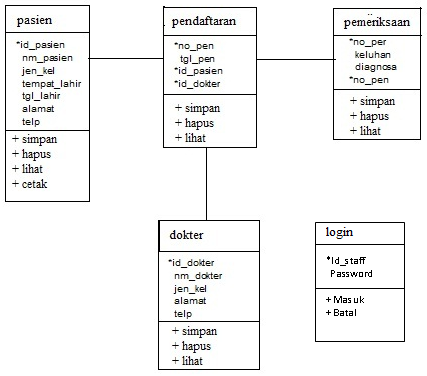 pasien
*id_pasien
nm_pasien
jen_kel
tempat_lahir
tgl_lahir
alamat
telp
+ simpan
+ hapus
+ lihat
+ cetak
pendaftaran
*no_pen
tgl_pen
*id_pasien
*id_dokter
+ simpan
+ hapus
+ lihat
pemeriksaan
*no_per
keluhan
diagnosa
*no_pen
+ simpan
+ hapus
+ lihat
dokter
*id_dokter
nm_dokter
jen_kel
alamat
telp
+ simpan
+ hapus
+ lihat
login
*Id_staff
Password
+ Masuk
+ Batal